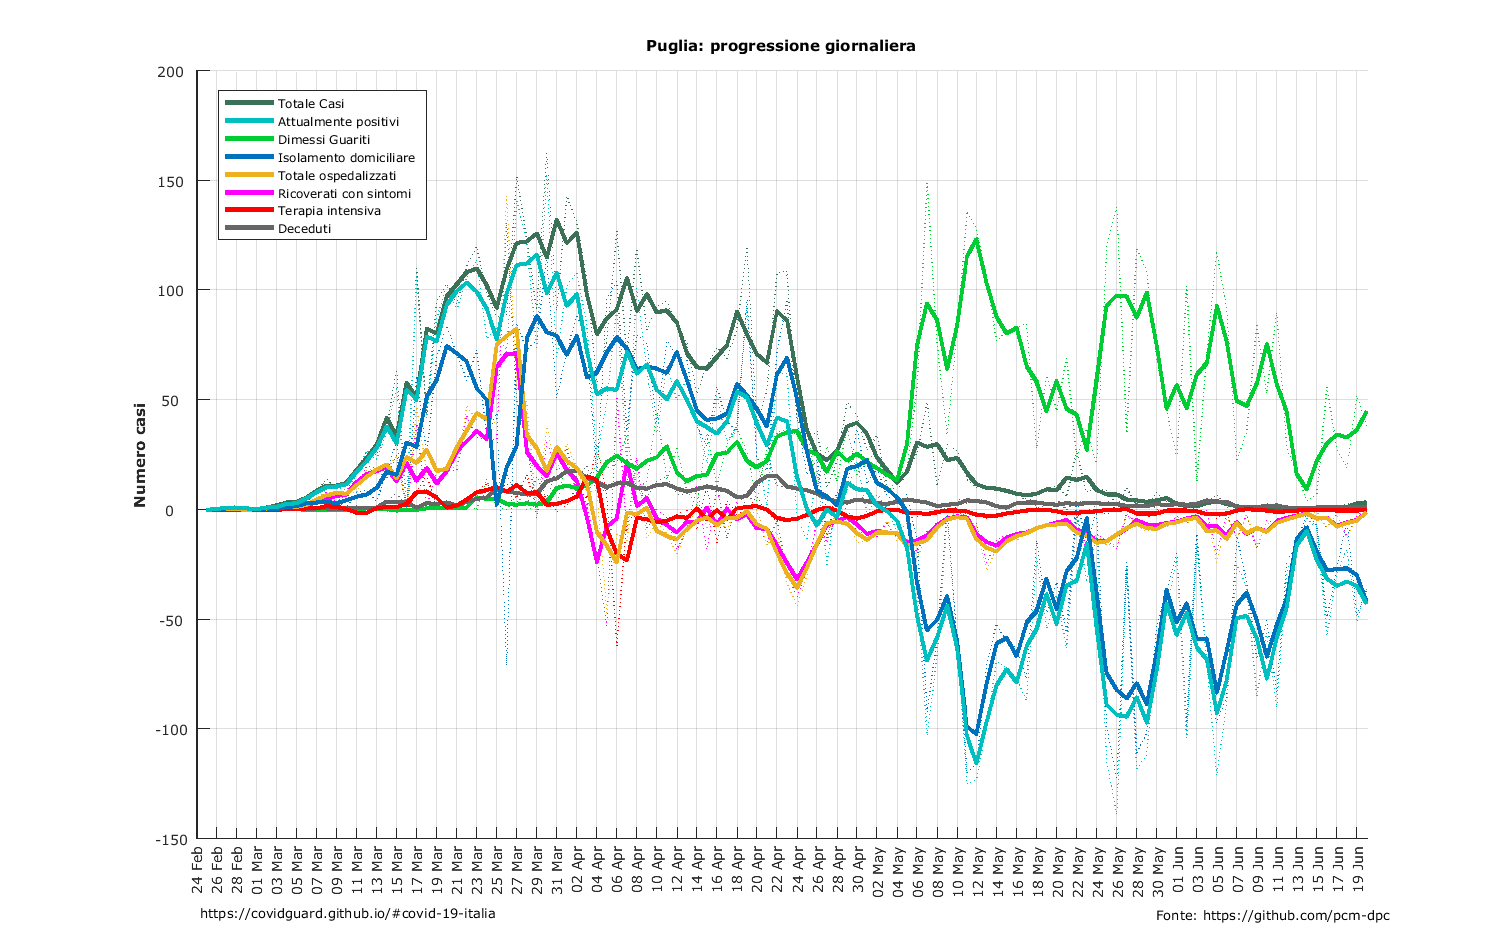 Puglia: progressione giornaliera
Numero casi
200
150
100
50
0
-50
-100
-150
Totale Casi
Attualmente positivi
Dimessi Guariti
Isolamento domiciliare
Totale ospedalizzati
Ricoverati con sintomi
Terapia intensiva
Deceduti
24 Feb
26 Feb
28 Feb
01 Mar
03 Mar
05 Mar
07 Mar
09 Mar
11 Mar
13 Mar
15 Mar
17 Mar
19 Mar
21 Mar
23 Mar
25 Mar
27 Mar
29 Mar
31 Mar
02 Apr
04 Apr
06 Apr
08 Apr
10 Apr
12 Apr
14 Apr
16 Apr
18 Apr
20 Apr
22 Apr
24 Apr
26 Apr
28 Apr
30 Apr
02 May
04 May
06 May
08 May
10 May
12 May
14 May
16 May
18 May
20 May
22 May
24 May
26 May
28 May
30 May
01 Jun
03 Jun
05 Jun
07 Jun
09 Jun
11 Jun
13 Jun
15 Jun
17 Jun
19 Jun
https://covidguard.github.io/#covid-19-italia
Fonte: https://github.com/pcm-dpc